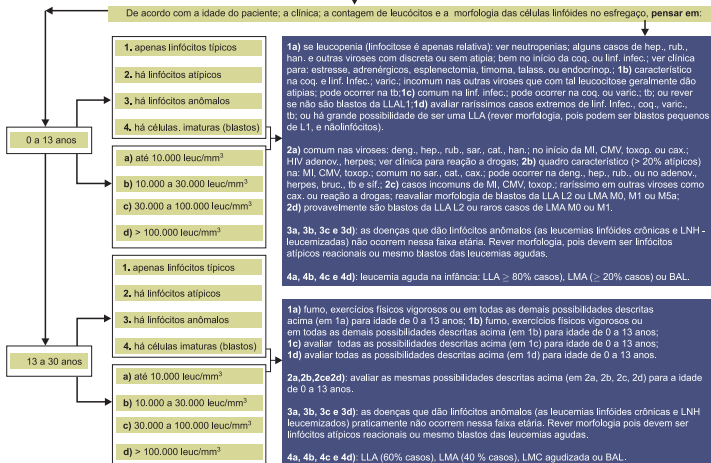 De acordo com a idade do paciente; a clínica; a contagem de leucócitos e a morfologia das células linfóides no esfregaço, pensar em:
0 a 13 anos
1. apenas linfócitos típicos
2. há linfócitos atípicos
3. há linfócitos anômalos
4. há células. imaturas (blastos)
a) até 10.000 leuc/mm³
b) 10.000 a 30.000 leuc/mm³
c) 30.000 a 100.000 leuc/mm³
d) > 100.000 leuc/mm³
1a) se leucopenia (linfocitose é apenas relativa): ver neutropenias; alguns casos de hep., rub.,
han. e outras viroses com discreta ou sem atipia; bem no início da coq. ou linf. infec.; ver clínica
para: estresse, adrenérgicos, esplenectomia, timoma, talass. ou endocrinop.; 1b) característico
na coq. e linf. Infec.; varic.; incomum nas outras viroses que com tal leucocitose geralmente dão
atipias; pode ocorrer na tb;1c) comum na linf. infec.; pode ocorrer na coq. ou varic.; tb; ou rever
se não são blastos da LLAL1;1d) avaliar raríssimos casos extremos de linf. Infec., coq., varic.,
tb; ou há grande possibilidade de ser uma LLA (rever morfologia, pois podem ser blastos pequenos
de L1, e nãolinfócitos).
2a) comum nas viroses: deng., hep., rub., sar., cat., han.; no início da MI, CMV, toxop. ou cax.;
HIV adenov., herpes; ver clínica para reação a drogas; 2b) quadro característico (> 20% atípicos)
na: MI, CMV, toxop.; comum no sar., cat., cax.; pode ocorrer na deng., hep., rub., ou no adenov.,
herpes, bruc., tb e síf.; 2c) casos incomuns de MI, CMV, toxop.; raríssimo em outras viroses como
cax. ou reação a drogas; reavaliar morfologia de blastos da LLA L2 ou LMA M0, M1 ou M5a;
2d) provavelmente são blastos da LLA L2 ou raros casos de LMA M0 ou M1.
3a, 3b, 3c e 3d): as doenças que dão linfócitos anômalos (as leucemias linfóides crônicas e LNH -
leucemizadas) não ocorrem nessa faixa etária. Rever morfologia, pois devem ser linfócitos
atípicos reacionais ou mesmo blastos da leucemias agudas.
4a, 4b, 4c e 4d): leucemia aguda na infância: LLA ≥ 80% casos), LMA (≥ 20% casos) ou BAL.
13 a 30 anos
1. apenas linfócitos típicos
2. há linfócitos atípicos
3. há linfócitos anômalos
4. há células imaturas (blastos)
a) até 10.000 leuc/mm³
b) 10.000 a 30.000 leuc/mm³
c) 30.000 a 100.000 leuc/mm³
d) > 100.000 leuc/mm³
1a) fumo, exercícios físicos vigorosos ou em todas as demais possibilidades descritas
acima (em 1a) para idade de 0 a 13 anos; 1b) fumo, exercícios físicos vigorosos ou
em todas as demais possibilidades descritas acima (em 1b) para idade de 0 a 13 anos;
1c) avaliar todas as possibilidades descritas acima (em 1c) para idade de 0 a 13 anos;
1d) avaliar todas as possibilidades descritas acima (em 1d) para idade de 0 a 13 anos.
2a,2b,2ce2d): avaliar as mesmas possibilidades descritas acima (em 2a, 2b, 2c, 2d) para a idade
de 0 a 13 anos.
3a, 3b, 3c e 3d): as doenças que dão linfócitos anômalos (as leucemias linfóides crônicas e LNH
leucemizados) praticamente não ocorrem nessa faixa etária. Rever morfologia pois devem ser
linfócitos atípicos reacionais ou mesmo blastos das leucemias agudas.
4a, 4b, 4c e 4d): LLA (60% casos), LMA (40 % casos), LMC agudizada ou BAL.